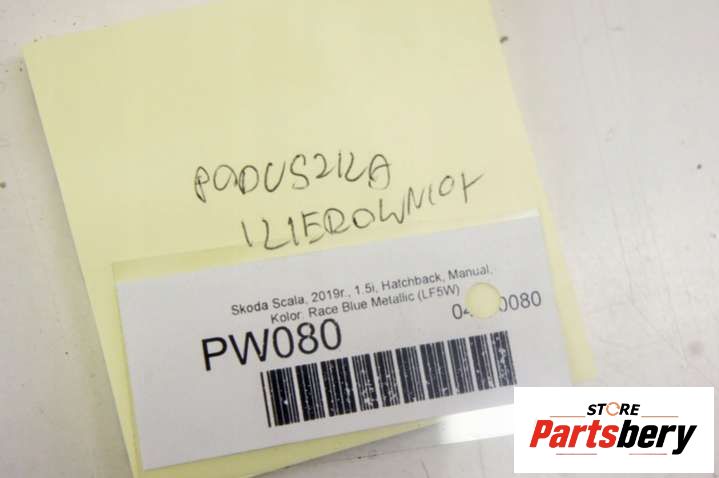 PODUSZKA
KIEROWNICY
Skoda Scala, 2019r., 1.5i, Hatchback, Manual,
Kolor: Race Blue Metallic (LF5W)
PW080
STORE
Partsbery